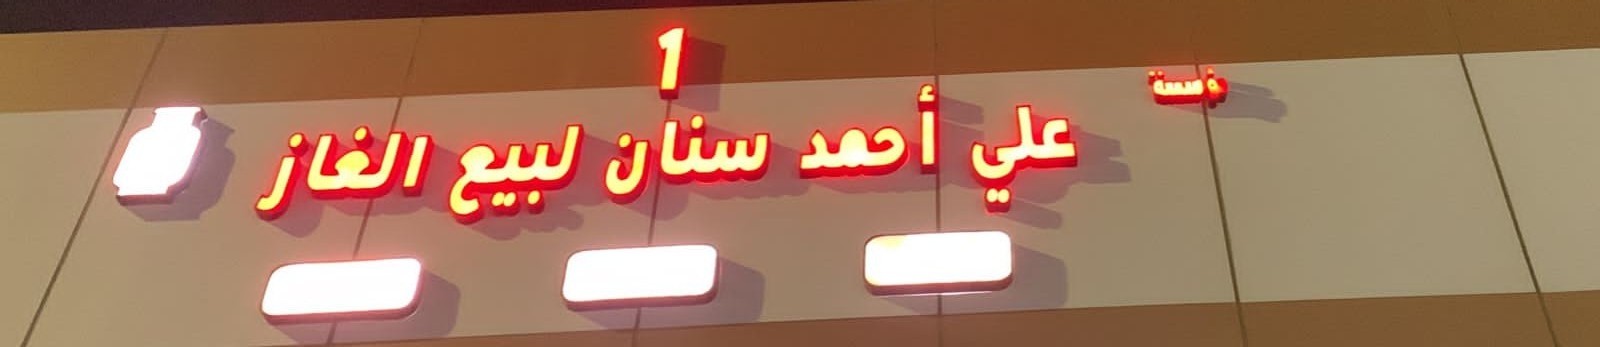 مؤسسة
1
علي أحمد سنان لبيع الغاز